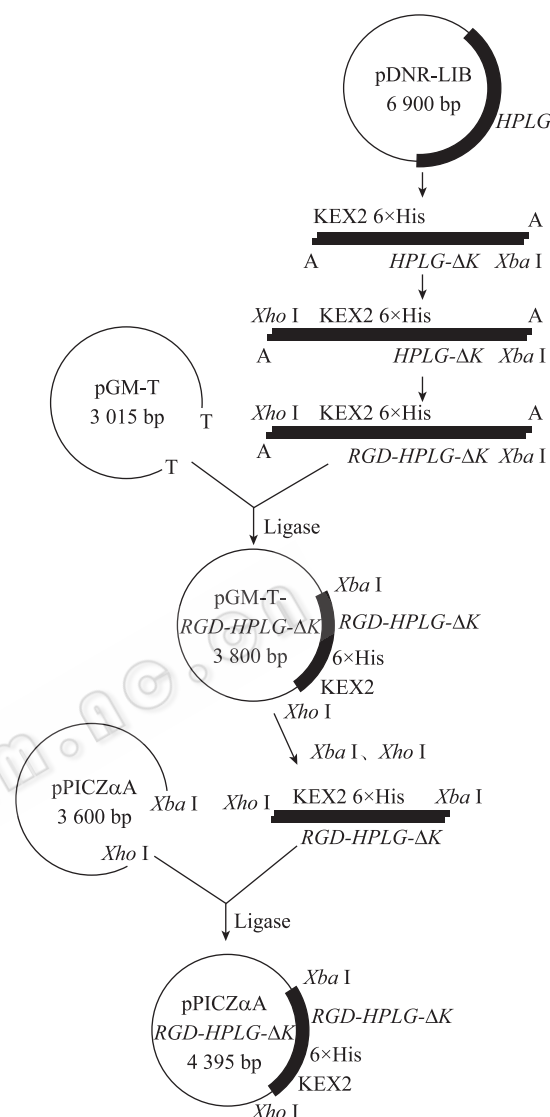 pDNR-LIB
6 900 bp
HPLG
KEX2 6×His
A
A
HPLG-ΔK
Xba I
Xho I
KEX2 6×His
A
A
HPLG-ΔK
Xba I
pGM-T
3 015 bp
T
T
Xho I
KEX2 6×His
A
A
RGD-HPLG-ΔK
Xba I
Ligase
pGM-T-
RGD-HPLG-ΔK
3 800 bp
Xba I
RGD-HPLG-ΔK
6×His
KEX2
Xho I
Xba I、Xho I
pPICZαA
3 600 bp
Xba I
Xho I
Xho I
KEX2 6×His
Xba I
RGD-HPLG-ΔK
Ligase
pPICZαA
RGD-HPLG-ΔK
4 395 bp
Xba I
RGD-HPLG-ΔK
6×His
KEX2
Xho I